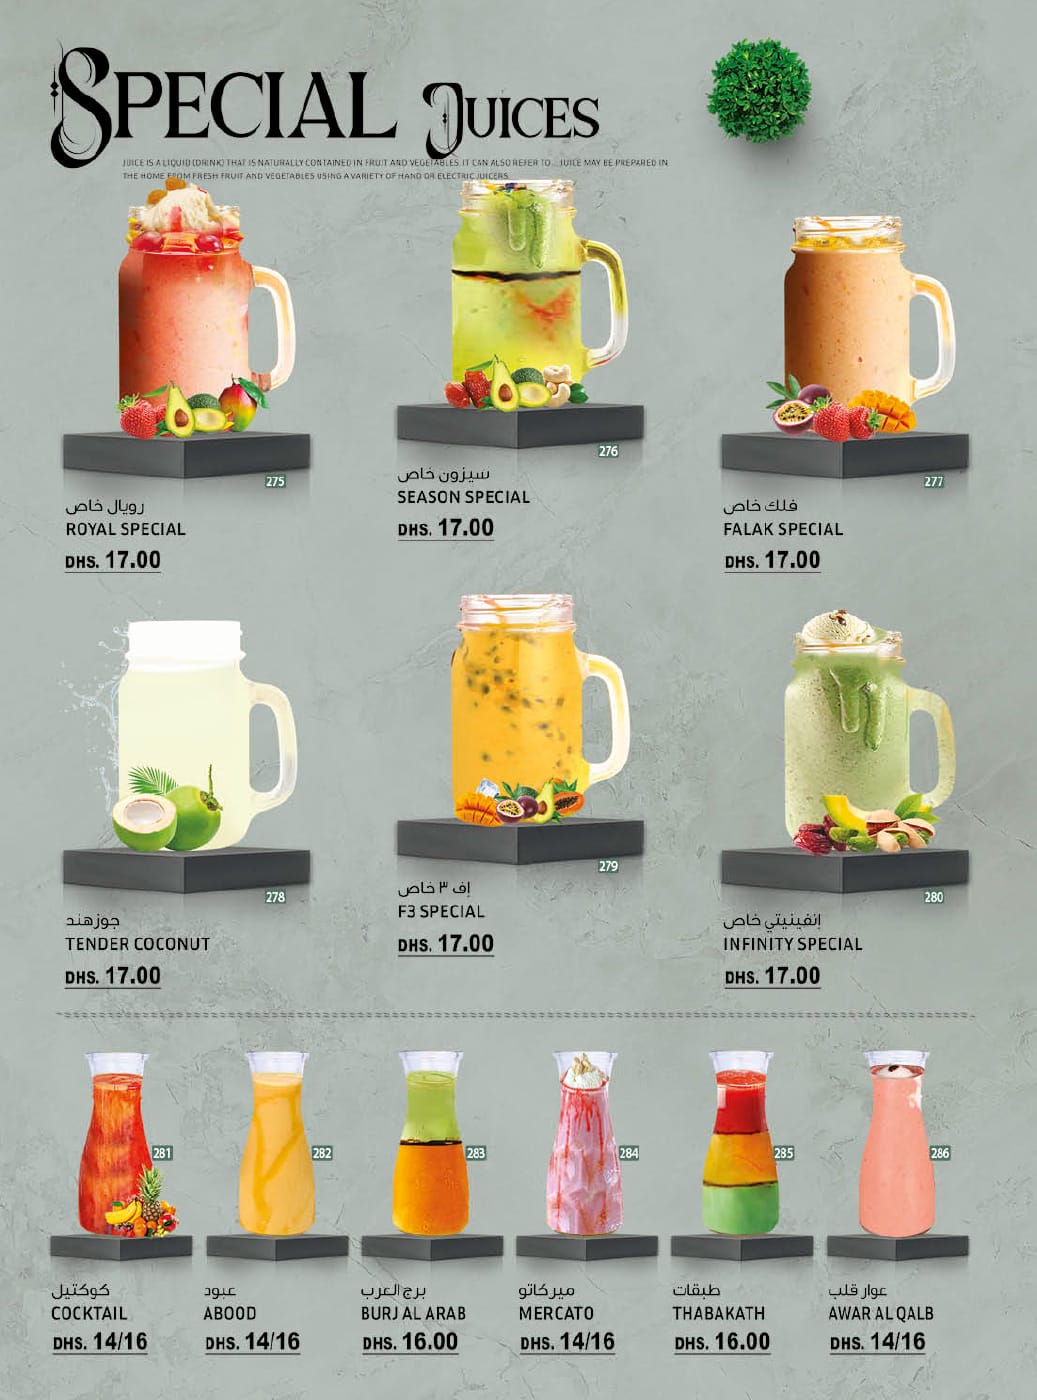 SPECIAL JUICES
JUICE IS A LIQUID (DRINK) THAT IS NATURALLY CONTAINED IN FRUIT AND VEGETABLES. IT CAN ALSO REFER TO... JUICE MAY BE PREPARED IN
THE HOME FROM FRESH FRUIT AND VEGETABLES USING A VARIETY OF HAND OR ELECTRIC JUICERS.
275
رويال خاص
ROYAL SPECIAL
DHS. 17.00
276
سيزون خاص
SEASON SPECIAL
DHS. 17.00
277
فلك خاص
FALAK SPECIAL
DHS. 17.00
278
جوز هند
TENDER COCONUT
DHS. 17.00
279
إف ٣ خاص
F3 SPECIAL
DHS. 17.00
280
إنفينيتي خاص
INFINITY SPECIAL
DHS. 17.00
281
كوكتيل
COCKTAIL
DHS. 14/16
282
عبود
ABOOD
DHS. 14/16
283
برج العرب
BURJ AL ARAB
DHS. 16.00
284
ميركاتو
MERCATO
DHS. 14/16
285
طبقات
THABAKATH
DHS. 16.00
286
عوار قلب
AWAR AL QALB
DHS. 14/16